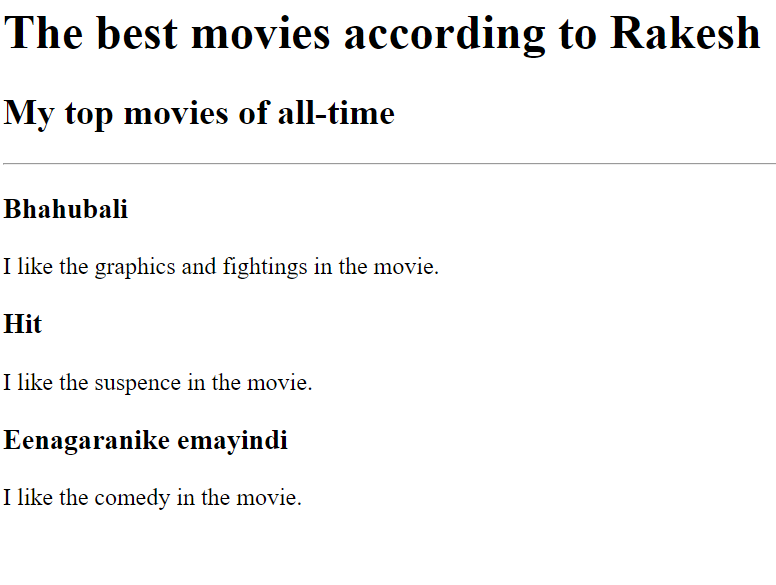 The best movies according to Rakesh
My top movies of all-time
Bhahubali
I like the graphics and fightings in the movie.
Hit
I like the suspence in the movie.
Eenagaranike emayindi
I like the comedy in the movie.